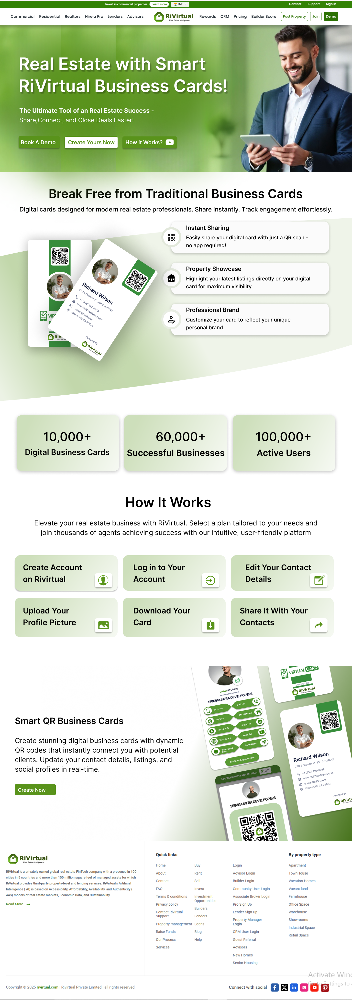 Invest in commercial properties Learn more IND Contact Support Sign In
Commercial Residential Realtors Hire a Pro Lenders Advisors RiVirtual Rewards CRM Pricing Builder Score Post Property Join Demo
Real Estate Intelligence
Real Estate with Smart
RiVirtual Business Cards!
The Ultimate Tool of an Real Estate Success -
Share,Connect, and Close Deals Faster!
Book A Demo Create Yours Now How it Works?
Break Free from Traditional Business Cards
Digital cards designed for modern real estate professionals. Share instantly. Track engagement effortlessly.
Instant Sharing
Easily share your digital card with just a QR scan -
no app required!
Property Showcase
Highlight your latest listings directly on your digital
card for maximum visibility
Professional Brand
Customize your card to reflect your unique
personal brand.
Richard Wilson
CEO & Founder at SSR COMPANY
+1 (530) 227-8659
www.SSRDevelopers.com
contact@SSR.com
Weaverville CA 96093
Powered By
RiVirtual
Real Estate Intelligence
10,000+
Digital Business Cards
60,000+
Successful Businesses
100,000+
Active Users
How It Works
Elevate your real estate business with RiVirtual. Select a plan tailored to your needs and
join thousands of agents achieving success with our intuitive, user-friendly platform
Create Account
on Rivirtual
Log in to Your
Account
Edit Your Contact
Details
Upload Your
Profile Picture
Download Your
Card
Share It With Your
Contacts
Smart QR Business Cards
Create stunning digital business cards with dynamic
QR codes that instantly connect you with potential
clients. Update your contact details, listings, and
social profiles in real-time.
Create Now
BRAD STUMPS
SR. SALES REPRESENTATIVE
SRINIKA INFRA DEVELPOPERS
Text Me Call Me
My Site My Listings
Facebook Linked In
Instagram Youtube
Download
Card
Send Card
Book An Appointment
VIRTUAL CARD
Powered By
RiVirtual
Richard Wilson
CEO & Founder at SSR COMPANY
+1 (530) 227-8659
www.SSRDevelopers.com
contact@SSR.com
Weaverville CA 96093
Powered By
EXPLORE PROPERTIES ON RIVIRTUAL GO
SRINIKA INFRA DEVELPOPERS
RiVirtual
Real Estate Intelligence
RiVirtual is a privately owned global real estate FinTech company with a presence in 100
cities in 5 countries and more than 100 million square feet of managed assets for which
RiVirtual provides third-party property-level and lending services. RiVirtual's Artificial
Intelligence ( AI) is based on Accessibility, Affordability, Availability, and Authenticity (
4As) models of real estate markets, Economic Data, and Sustainability.
Read More
Quick links
Home
About
Contact
FAQ
Terms & conditions
Privacy policy
Contact Rivirtual
Support
Property management
Raise Funds
Our Process
Services
Buy
Rent
Sell
Invest
Investment
Opportunities
Builders
Lenders
Loans
Blog
Help
Login
Advisor Login
Builder Login
Community User Login
Associate Broker Login
Pro Sign Up
Lender Sign Up
Property Manager
Login
CRM User Login
Guest Referral
Advisors
New Homes
Senior Housing
By property type
Apartment
TownHouse
Vacation Homes
Vacant land
Farmhouse
Office Space
Warehouse
Showrooms
Industrial Space
Retail Space
Activate Wind
Go to Settings to
Copyright © 2025 rivirtual.com | Rivirtual Private Limited | all rights reserved
Connect with social